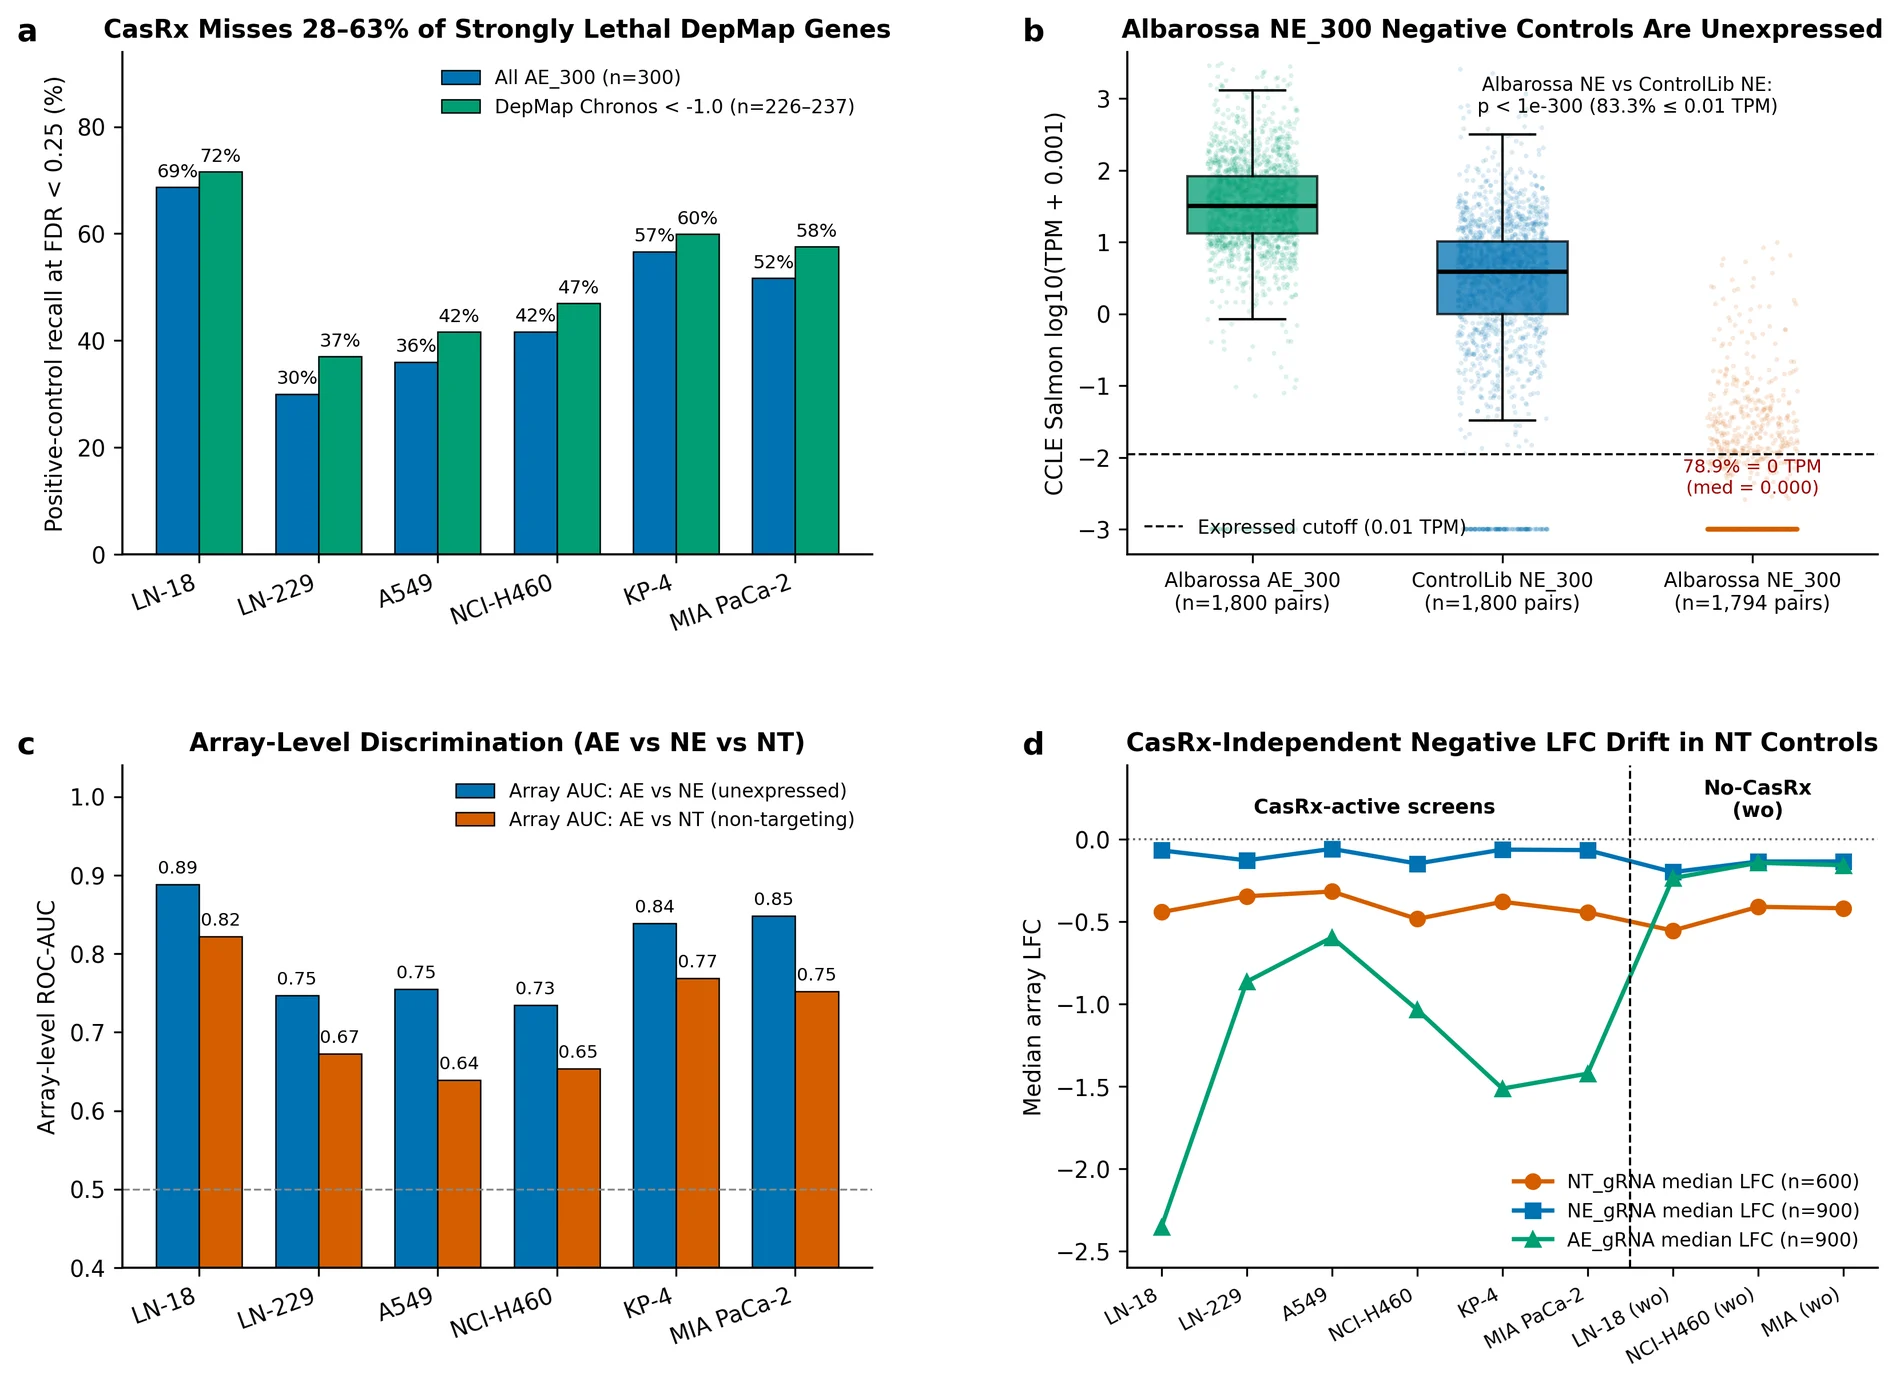 a
CasRx Misses 28–63% of Strongly Lethal DepMap Genes
Positive-control recall at FDR < 0.25 (%)
80
60
40
20
0
All AE_300 (n=300)
DepMap Chronos < -1.0 (n=226–237)
69%
72%
30%
37%
36%
42%
42%
47%
57%
60%
52%
58%
LN-18
LN-229
A549
NCI-H460
KP-4
MIA PaCa-2
b
Albarossa NE_300 Negative Controls Are Unexpressed
CCLE Salmon log10(TPM + 0.001)
3
2
1
0
−1
−2
−3
Albarossa NE vs ControlLib NE:
p < 1e-300 (83.3% ≤ 0.01 TPM)
78.9% = 0 TPM
(med = 0.000)
Expressed cutoff (0.01 TPM)
Albarossa AE_300
(n=1,800 pairs)
ControlLib NE_300
(n=1,800 pairs)
Albarossa NE_300
(n=1,794 pairs)
c
Array-Level Discrimination (AE vs NE vs NT)
Array-level ROC-AUC
1.0
0.9
0.8
0.7
0.6
0.5
0.4
Array AUC: AE vs NE (unexpressed)
Array AUC: AE vs NT (non-targeting)
0.89
0.82
0.75
0.67
0.75
0.64
0.73
0.65
0.84
0.77
0.85
0.75
LN-18
LN-229
A549
NCI-H460
KP-4
MIA PaCa-2
d
CasRx-Independent Negative LFC Drift in NT Controls
Median array LFC
0.0
−0.5
−1.0
−1.5
−2.0
−2.5
CasRx-active screens
No-CasRx
(wo)
NT_gRNA median LFC (n=600)
NE_gRNA median LFC (n=900)
AE_gRNA median LFC (n=900)
LN-18
LN-229
A549
NCI-H460
KP-4
MIA PaCa-2
LN-18 (wo)
NCI-H460 (wo)
MIA (wo)